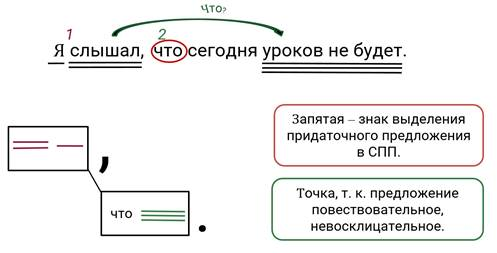 Что?
1 2
Я слышал, что сегодня уроков не будет.
Запятая – знак выделения
придаточного предложения
в СПП.
,
что
.
Точка, т. к. предложение
повествовательное,
невосклицательное.